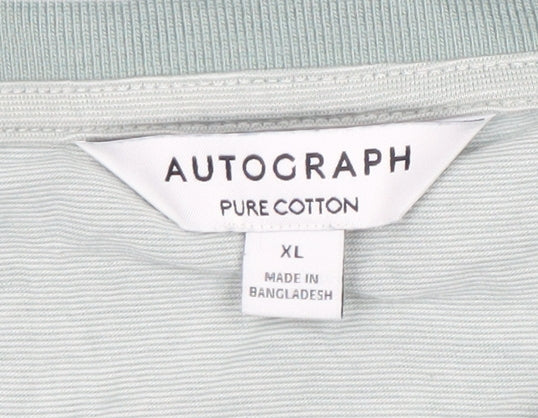 AUTOGRAPH
PURE COTTON
XL
MADE IN
BANGLADESH